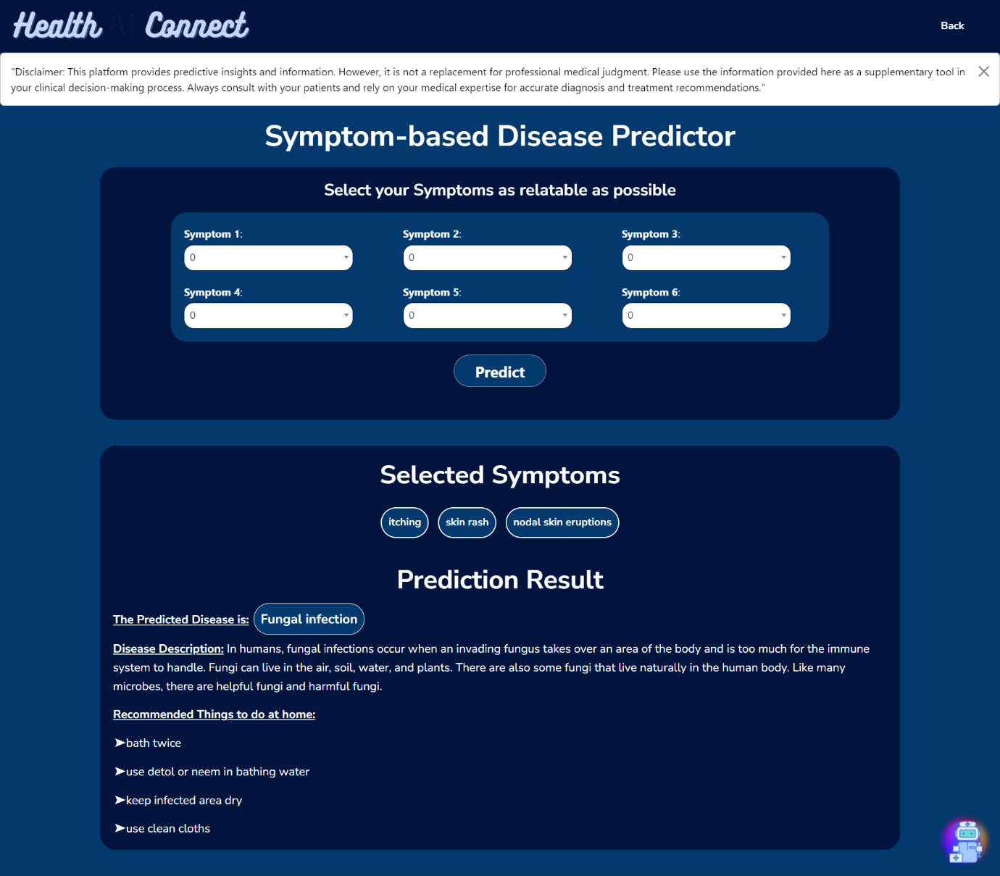 Health AI Connect
Back
"Disclaimer: This platform provides predictive insights and information. However, it is not a replacement for professional medical judgment. Please use the information provided here as a supplementary tool in
your clinical decision-making process. Always consult with your patients and rely on your medical expertise for accurate diagnosis and treatment recommendations."
Symptom-based Disease Predictor
Select your Symptoms as relatable as possible
Symptom 1: Symptom 2: Symptom 3:
0 0 0
Symptom 4: Symptom 5: Symptom 6:
0 0 0
Predict
Selected Symptoms
itching skin rash nodal skin eruptions
Prediction Result
The Predicted Disease is: Fungal infection
Disease Description: In humans, fungal infections occur when an invading fungus takes over an area of the body and is too much for the immune
system to handle. Fungi can live in the air, soil, water, and plants. There are also some fungi that live naturally in the human body. Like many
microbes, there are helpful fungi and harmful fungi.
Recommended Things to do at home:
➤bath twice
➤use detol or neem in bathing water
➤keep infected area dry
➤use clean cloths